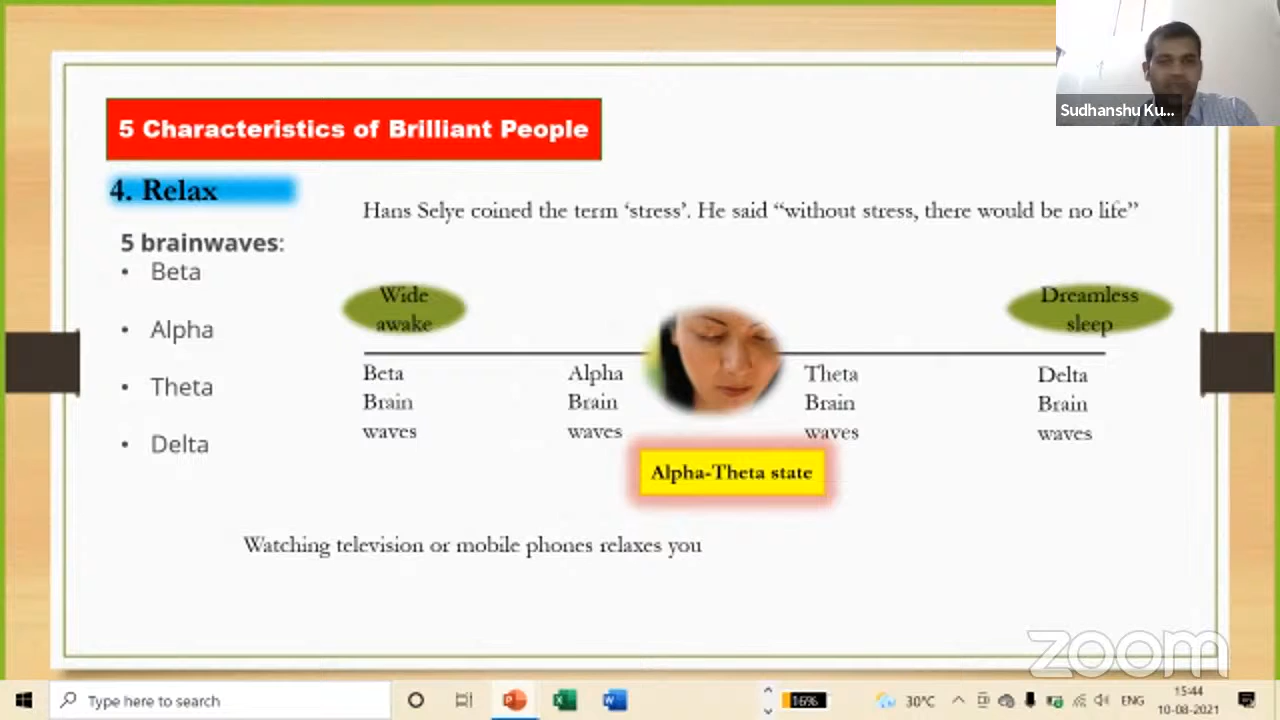 Sudhanshu Ku...
5 Characteristics of Brilliant People
4. Relax
Hans Selye coined the term ‘stress’. He said “without stress, there would be no life”
5 brainwaves:
• Beta
• Alpha
• Theta
• Delta
Wide
awake
Dreamless
sleep
Beta
Brain
waves
Alpha
Brain
waves
Theta
Brain
waves
Delta
Brain
waves
Alpha-Theta state
Watching television or mobile phones relaxes you
zoom
Type here to search
16%
30°C
ENG
15:44
10-08-2021